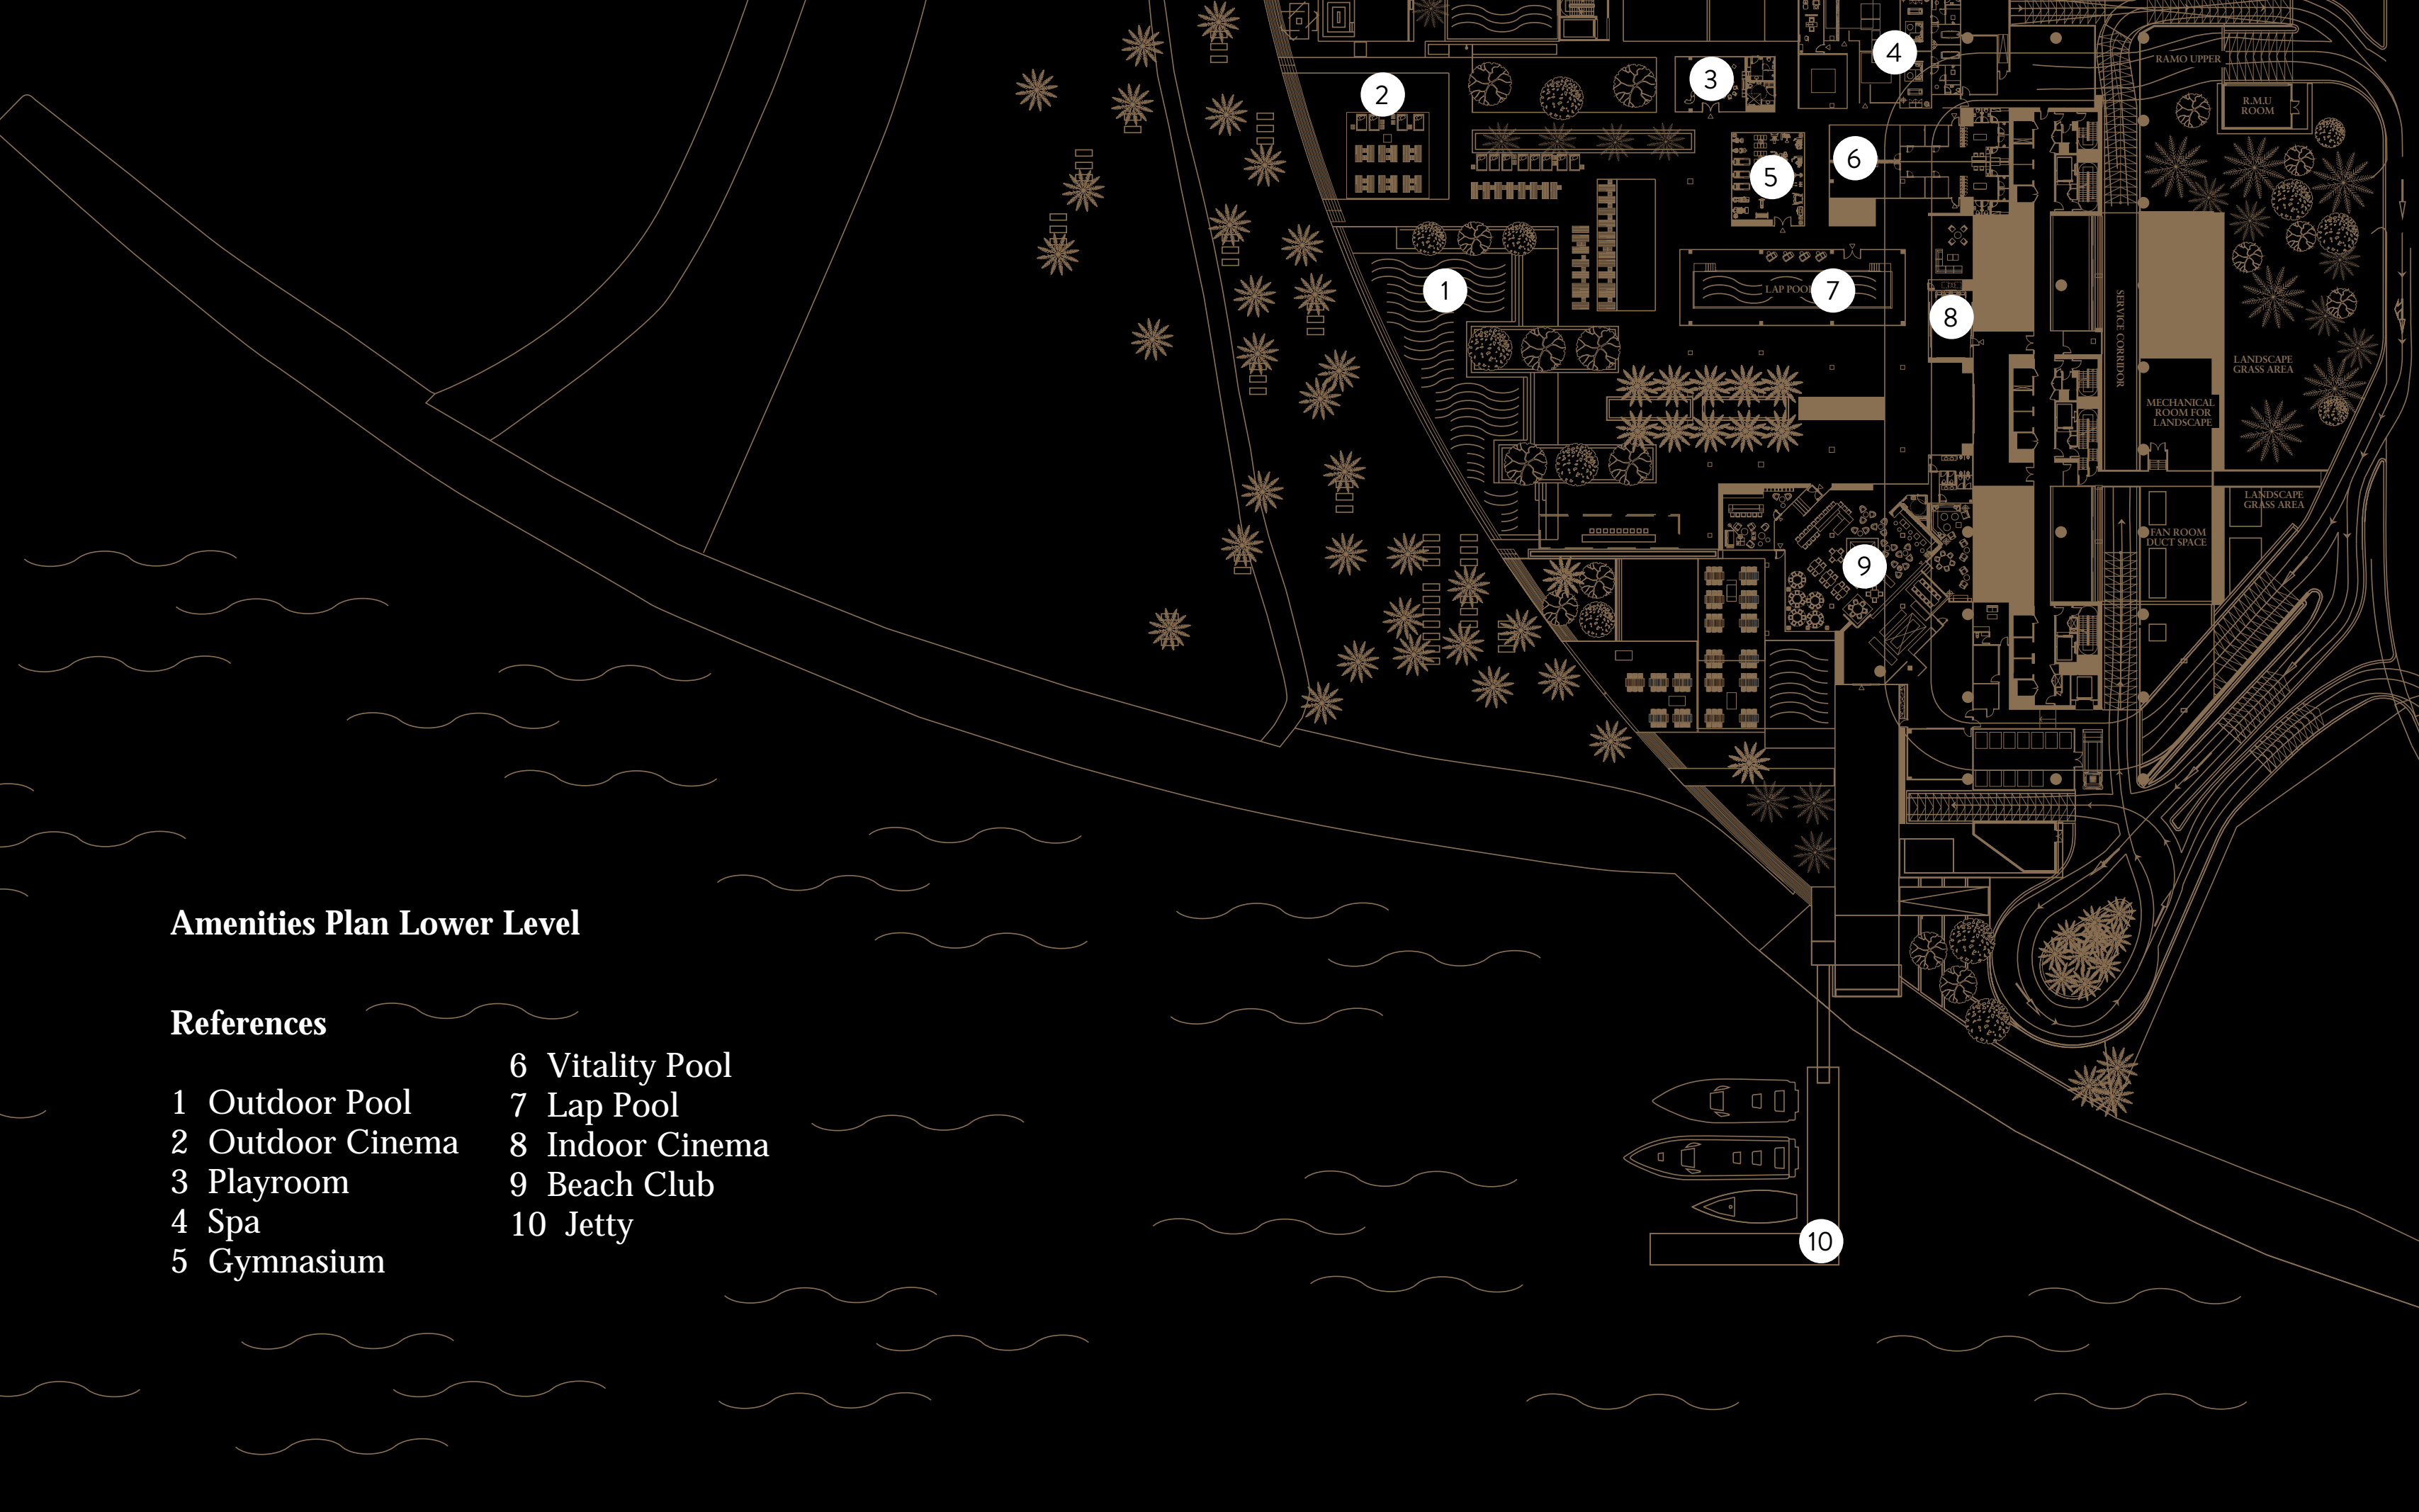 4
3
2
6
5
1
7
8
9
10
RAMO UPPER
R.M.U
ROOM
LAP POOL
SERVICE CORRIDOR
LANDSCAPE
GRASS AREA
MECHANICAL
ROOM FOR
LANDSCAPE
LANDSCAPE
GRASS AREA
FAN ROOM
DUCT SPACE
Amenities Plan Lower Level
References
1 Outdoor Pool
2 Outdoor Cinema
3 Playroom
4 Spa
5 Gymnasium
6 Vitality Pool
7 Lap Pool
8 Indoor Cinema
9 Beach Club
10 Jetty